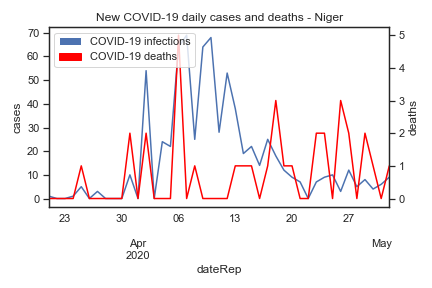 New COVID-19 daily cases and deaths - Niger
COVID-19 infections
COVID-19 deaths
cases
70
60
50
40
30
20
10
0
deaths
5
4
3
2
1
0
23
30
06
13
20
27
Apr
2020
May
dateRep